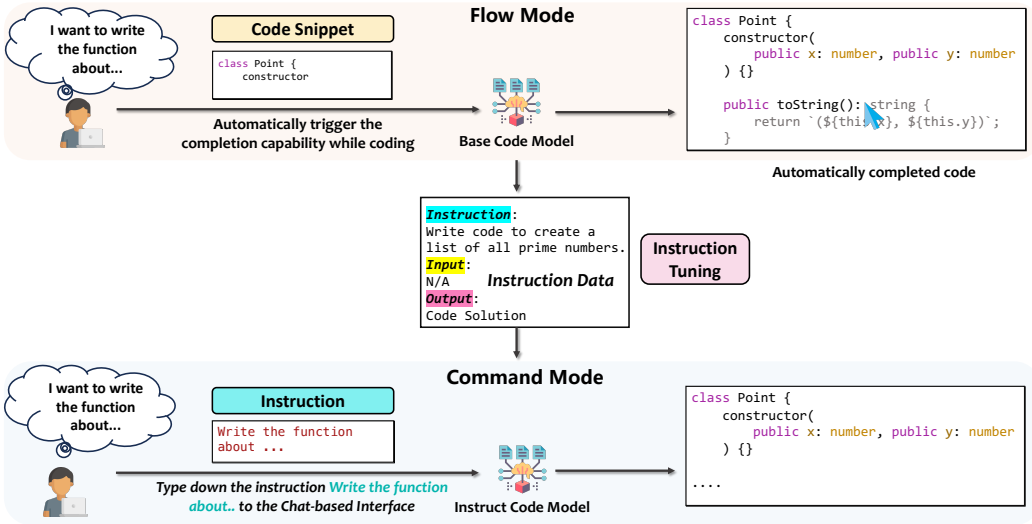 Flow Mode
I want to write
the function
about...
Code Snippet
class Point {
constructor
Automatically trigger the
completion capability while coding
Base Code Model
class Point {
constructor(
public x: number, public y: number
) {}
public toString(): string {
return `(${this.x}, ${this.y})`;
}
Automatically completed code
Instruction:
Write code to create a
list of all prime numbers.
Input:
N/A
Instruction Data
Output:
Code Solution
Instruction
Tuning
Command Mode
I want to write
the function
about...
Instruction
Write the function
about ...
Type down the instruction Write the function
about.. to the Chat-based Interface
Instruct Code Model
class Point {
constructor(
public x: number, public y: number
) {}
....